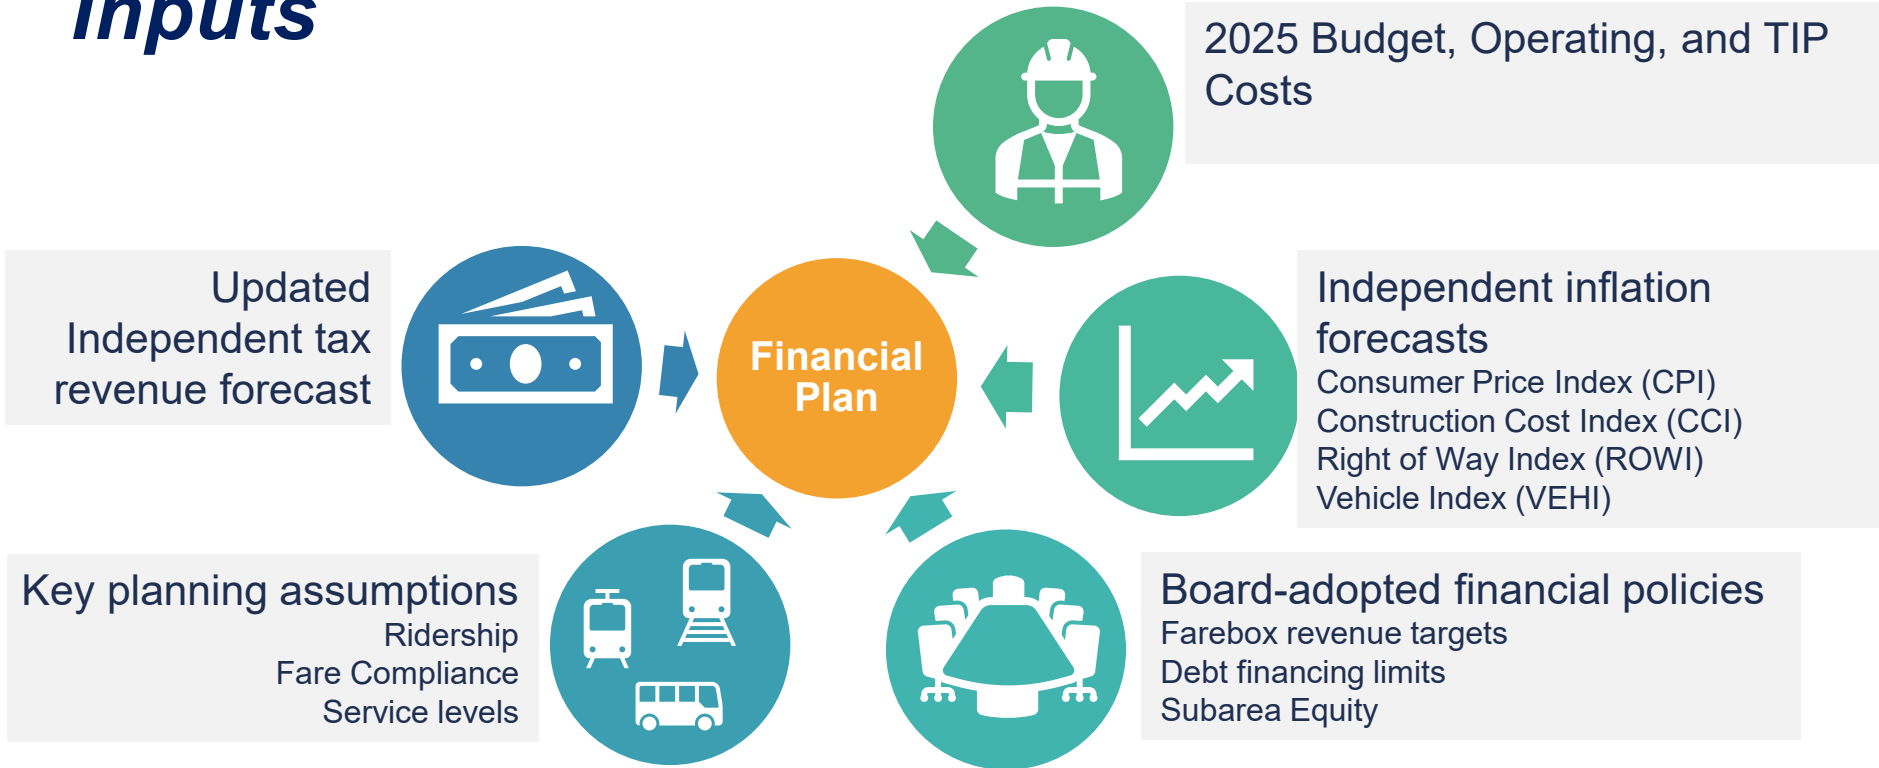 Inputs
2025 Budget, Operating, and TIP
Costs
Updated
Independent tax
revenue forecast
Financial
Plan
Independent inflation
forecasts
Consumer Price Index (CPI)
Construction Cost Index (CCI)
Right of Way Index (ROWI)
Vehicle Index (VEHI)
Key planning assumptions
Ridership
Fare Compliance
Service levels
Board-adopted financial policies
Farebox revenue targets
Debt financing limits
Subarea Equity